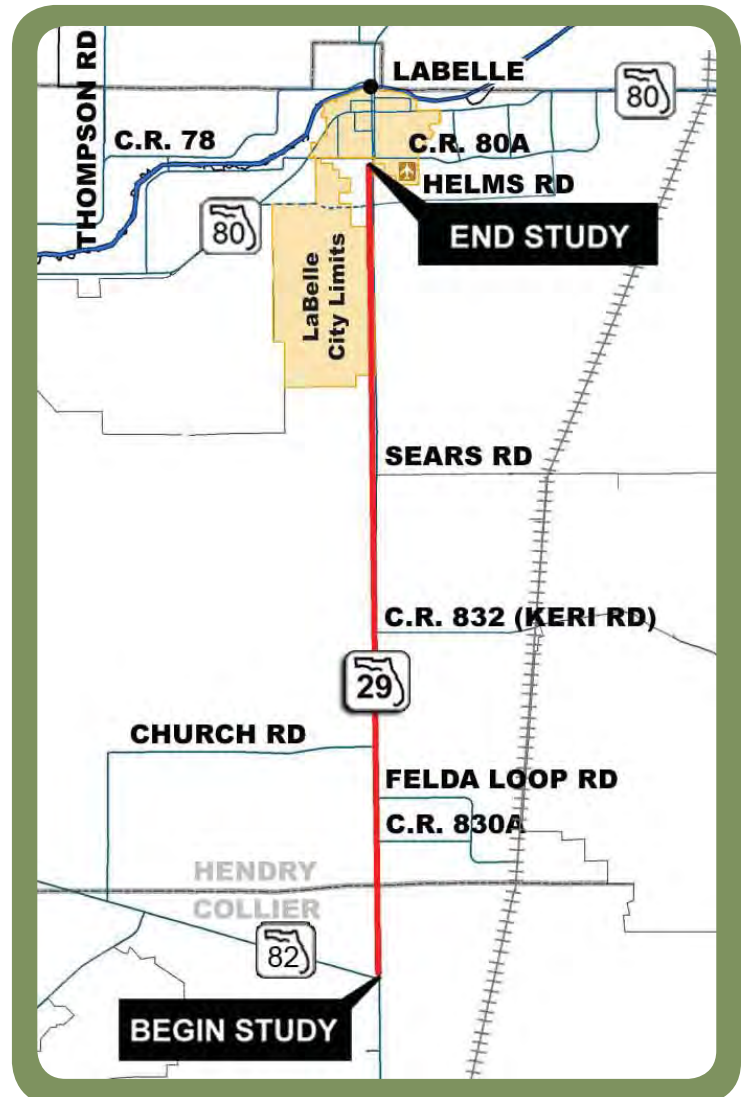 THOMPSON RD
LABELLE
80
C.R. 78
C.R. 80A
HELMS RD
80
END STUDY
LaBelle
City Limits
SEARS RD
C.R. 832 (KERI RD)
29
CHURCH RD
FELDA LOOP RD
C.R. 830A
HENDRY
COLLIER
82
BEGIN STUDY